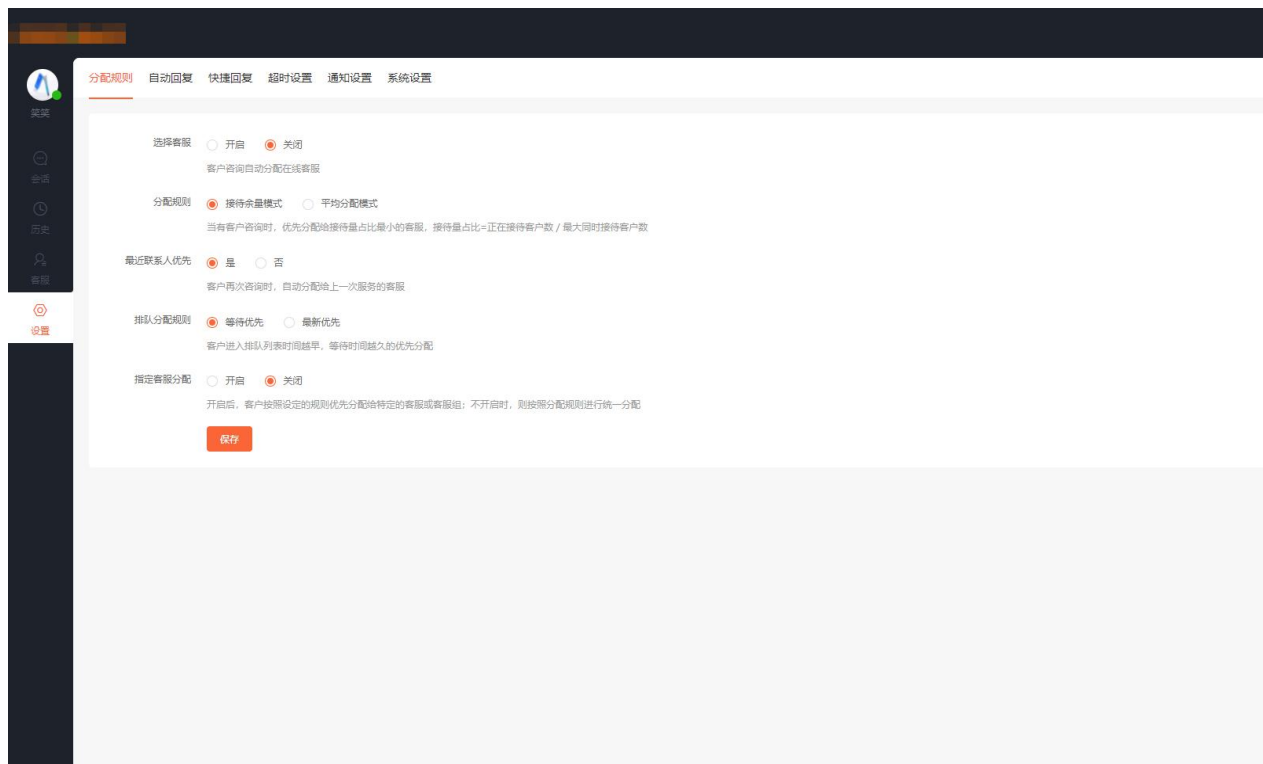 分配规则 自动回复 快捷回复 超时设置 通知设置 系统设置
笑笑
会话
历史
客服
设置
选择客服 开启 关闭
客户咨询自动分配在线客服
分配规则 接待余量模式 平均分配模式
当有客户咨询时，优先分配给接待量占比最小的客服，接待量占比=正在接待客户数 / 最大同时接待客户数
最近联系人优先 是 否
客户再次咨询时，自动分配给上一次服务的客服
排队分配规则 等待优先 最新优先
客户进入排队列表时间越早，等待时间越久的优先分配
指定客服分配 开启 关闭
开启后，客户按照设定的规则优先分配给特定的客服或客服组；不开启时，则按照分配规则进行统一分配
保存